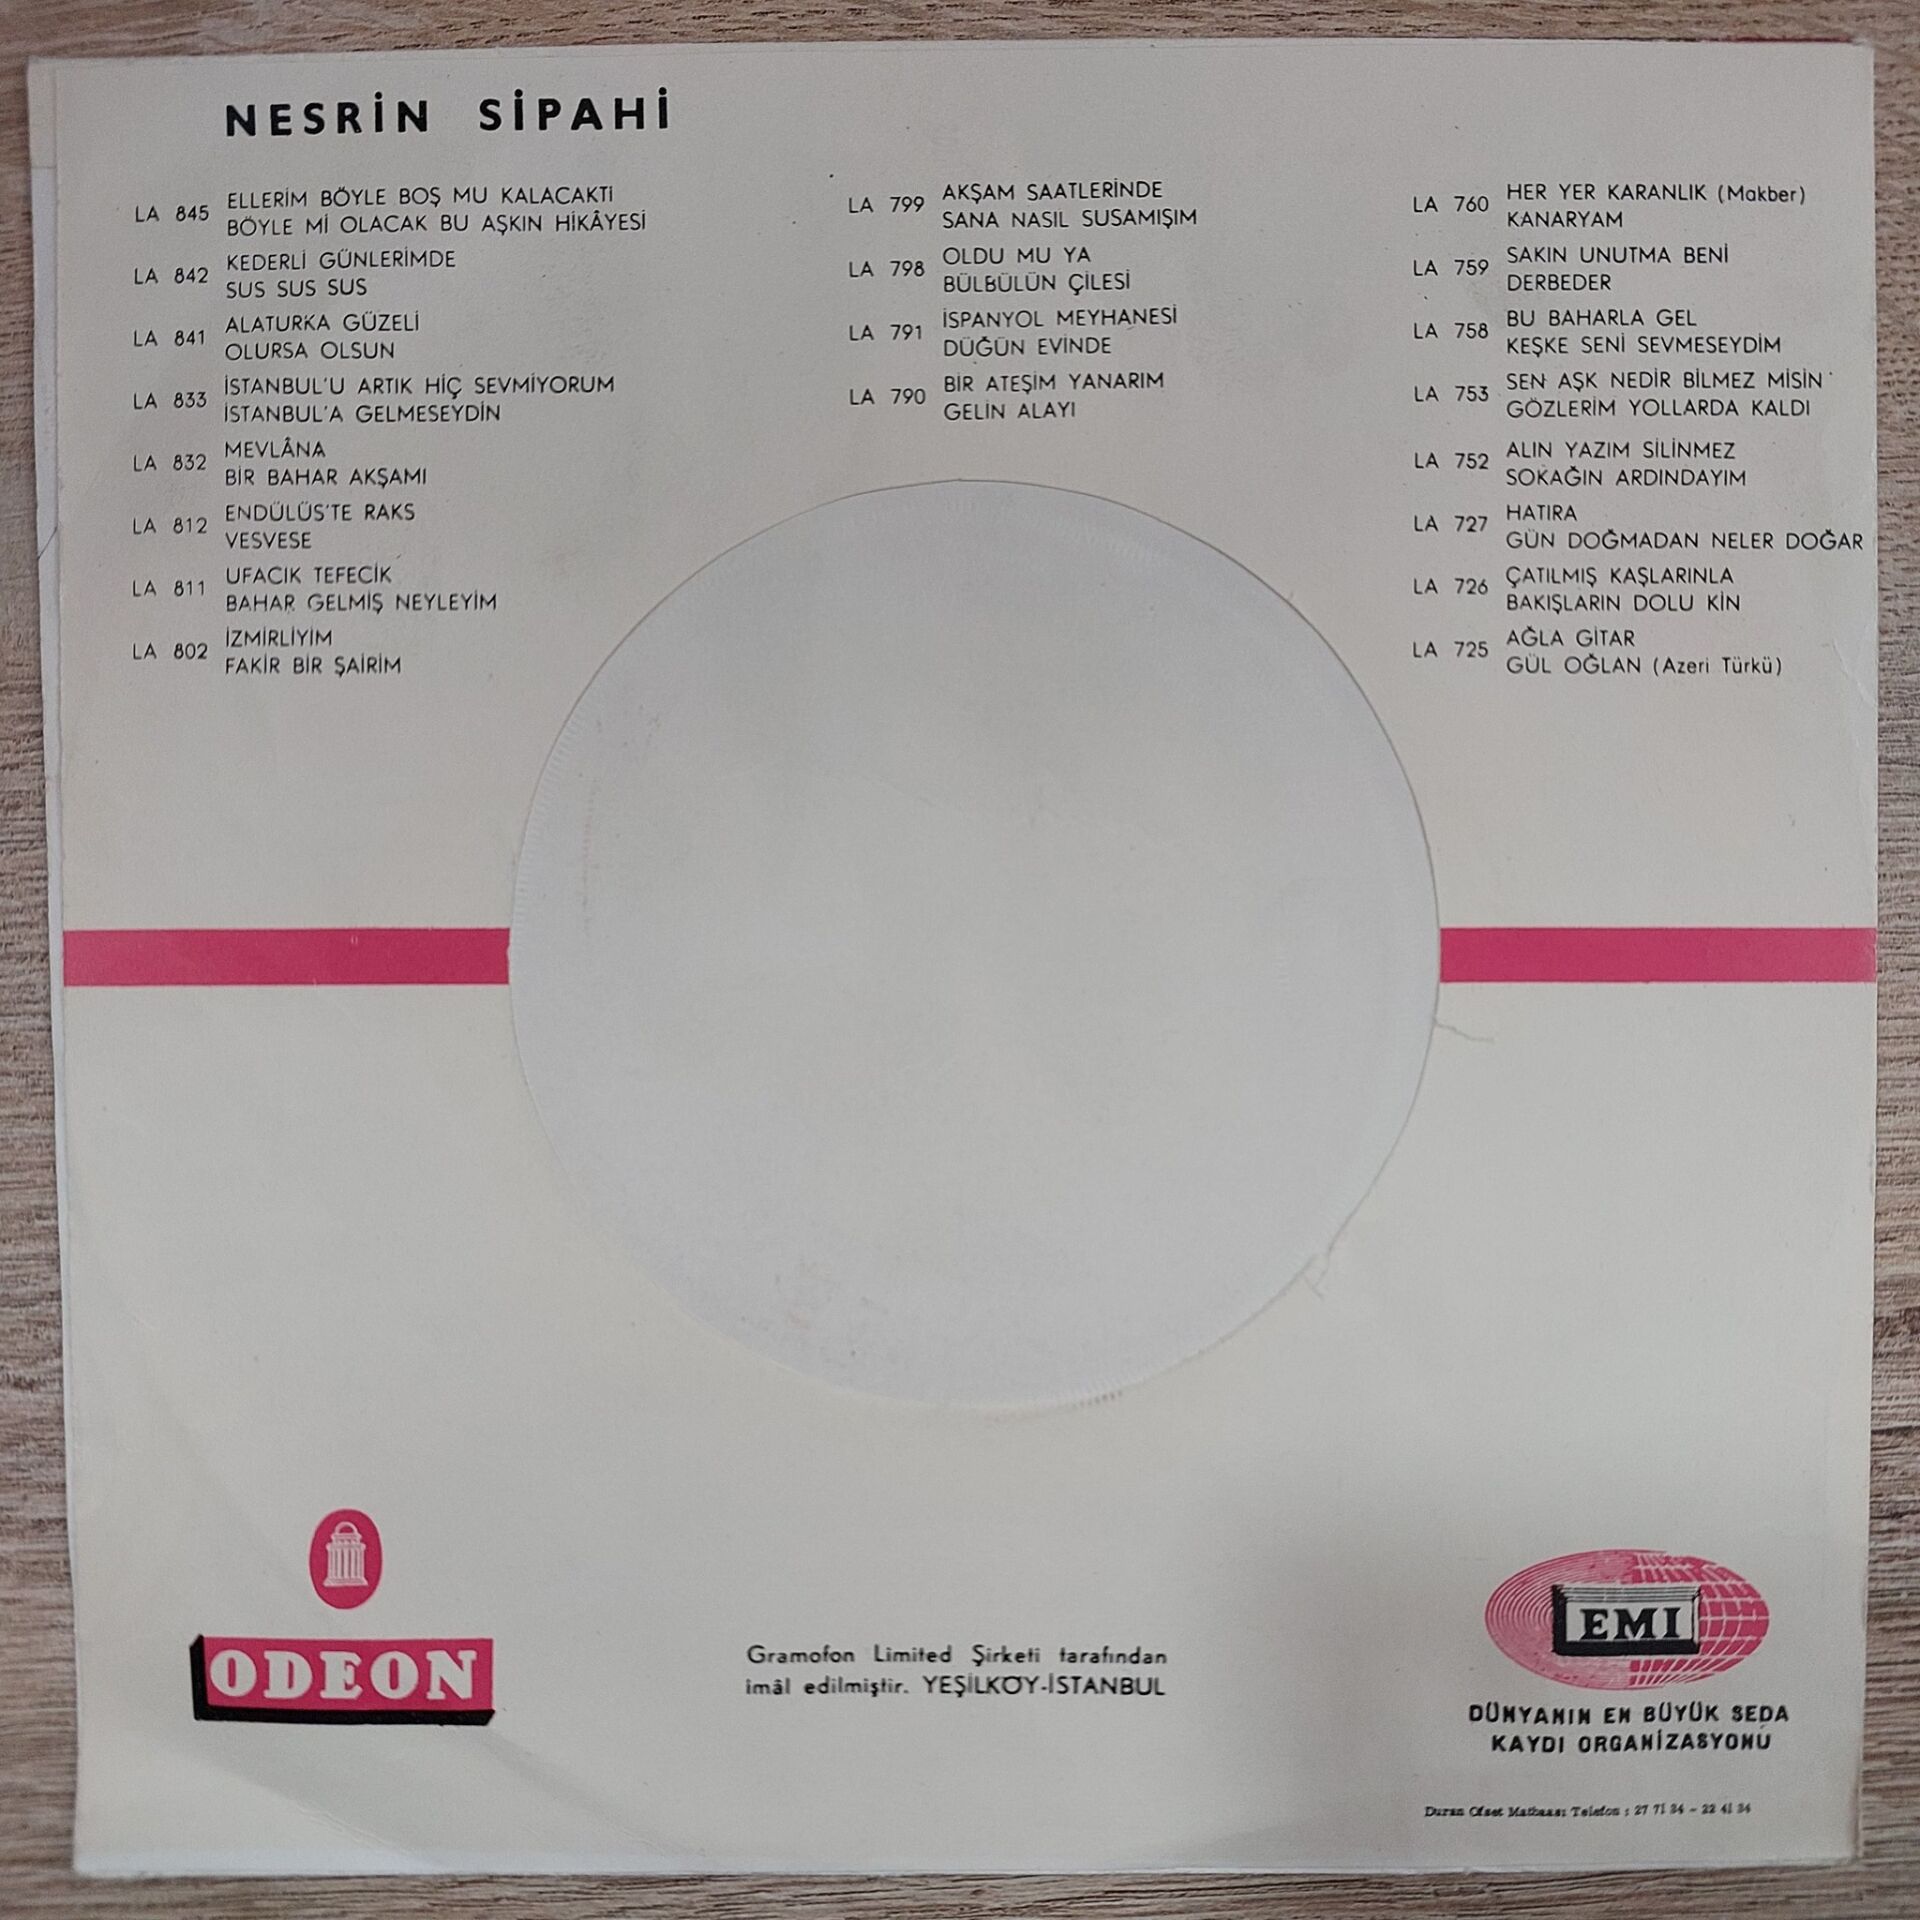 NESRİN SİPAHİ
LA 845
ELLERİM BÖYLE BOŞ MU KALACAKTI
BÖYLE Mİ OLACAK BU AŞKIN HİKÂYESİ
LA 842
KEDERLİ GÜNLERİMDE
SUS SUS SUS
LA 841
ALATURKA GÜZELİ
OLURSA OLSUN
LA 833
İSTANBUL'U ARTIK HİÇ SEVMİYORUM
İSTANBUL'A GELMESEYDİN
LA 832
MEVLÂNA
BİR BAHAR AKŞAMI
LA 812
ENDÜLÜS'TE RAKS
VESVESE
LA 811
UFACIK TEFECİK
BAHAR GELMİŞ NEYLEYİM
LA 802
İZMİRLİYİM
FAKİR BİR ŞAİRİM
LA 799
AKŞAM SAATLERİNDE
SANA NASIL SUSAMIŞIM
LA 798
OLDU MU YA
BÜLBÜLÜN ÇİLESİ
LA 791
İSPANYOL MEYHANESİ
DÜĞÜN EVİNDE
LA 790
BİR ATEŞİM YANARIM
GELİN ALAYI
LA 760
HER YER KARANLIK (Makber)
KANARYAM
LA 759
SAKIN UNUTMA BENİ
DERBEDER
LA 758
BU BAHARLA GEL
KEŞKE SENİ SEVMESEYDİM
LA 753
SEN AŞK NEDİR BİLMEZ MİSİN
GÖZLERİM YOLLARDA KALDI
LA 752
ALIN YAZIM SİLİNMEZ
SOKAĞIN ARDINDAYIM
LA 727
HATIRA
GÜN DOĞMADAN NELER DOĞAR
LA 726
ÇATILMIŞ KAŞLARINLA
BAKIŞLARIN DOLU KİN
LA 725
AĞLA GİTAR
GÜL OĞLAN (Azeri Türkü)
ODEON
Gramofon Limited Şirketi tarafından
imâl edilmiştir. YEŞİLKÖY-İSTANBUL
EMI
DÜNYANIN EN BÜYÜK SEDA
KAYDI ORGANİZASYONU
Duran Ofset Matbaası Telefon : 27 71 34 - 22 41 34